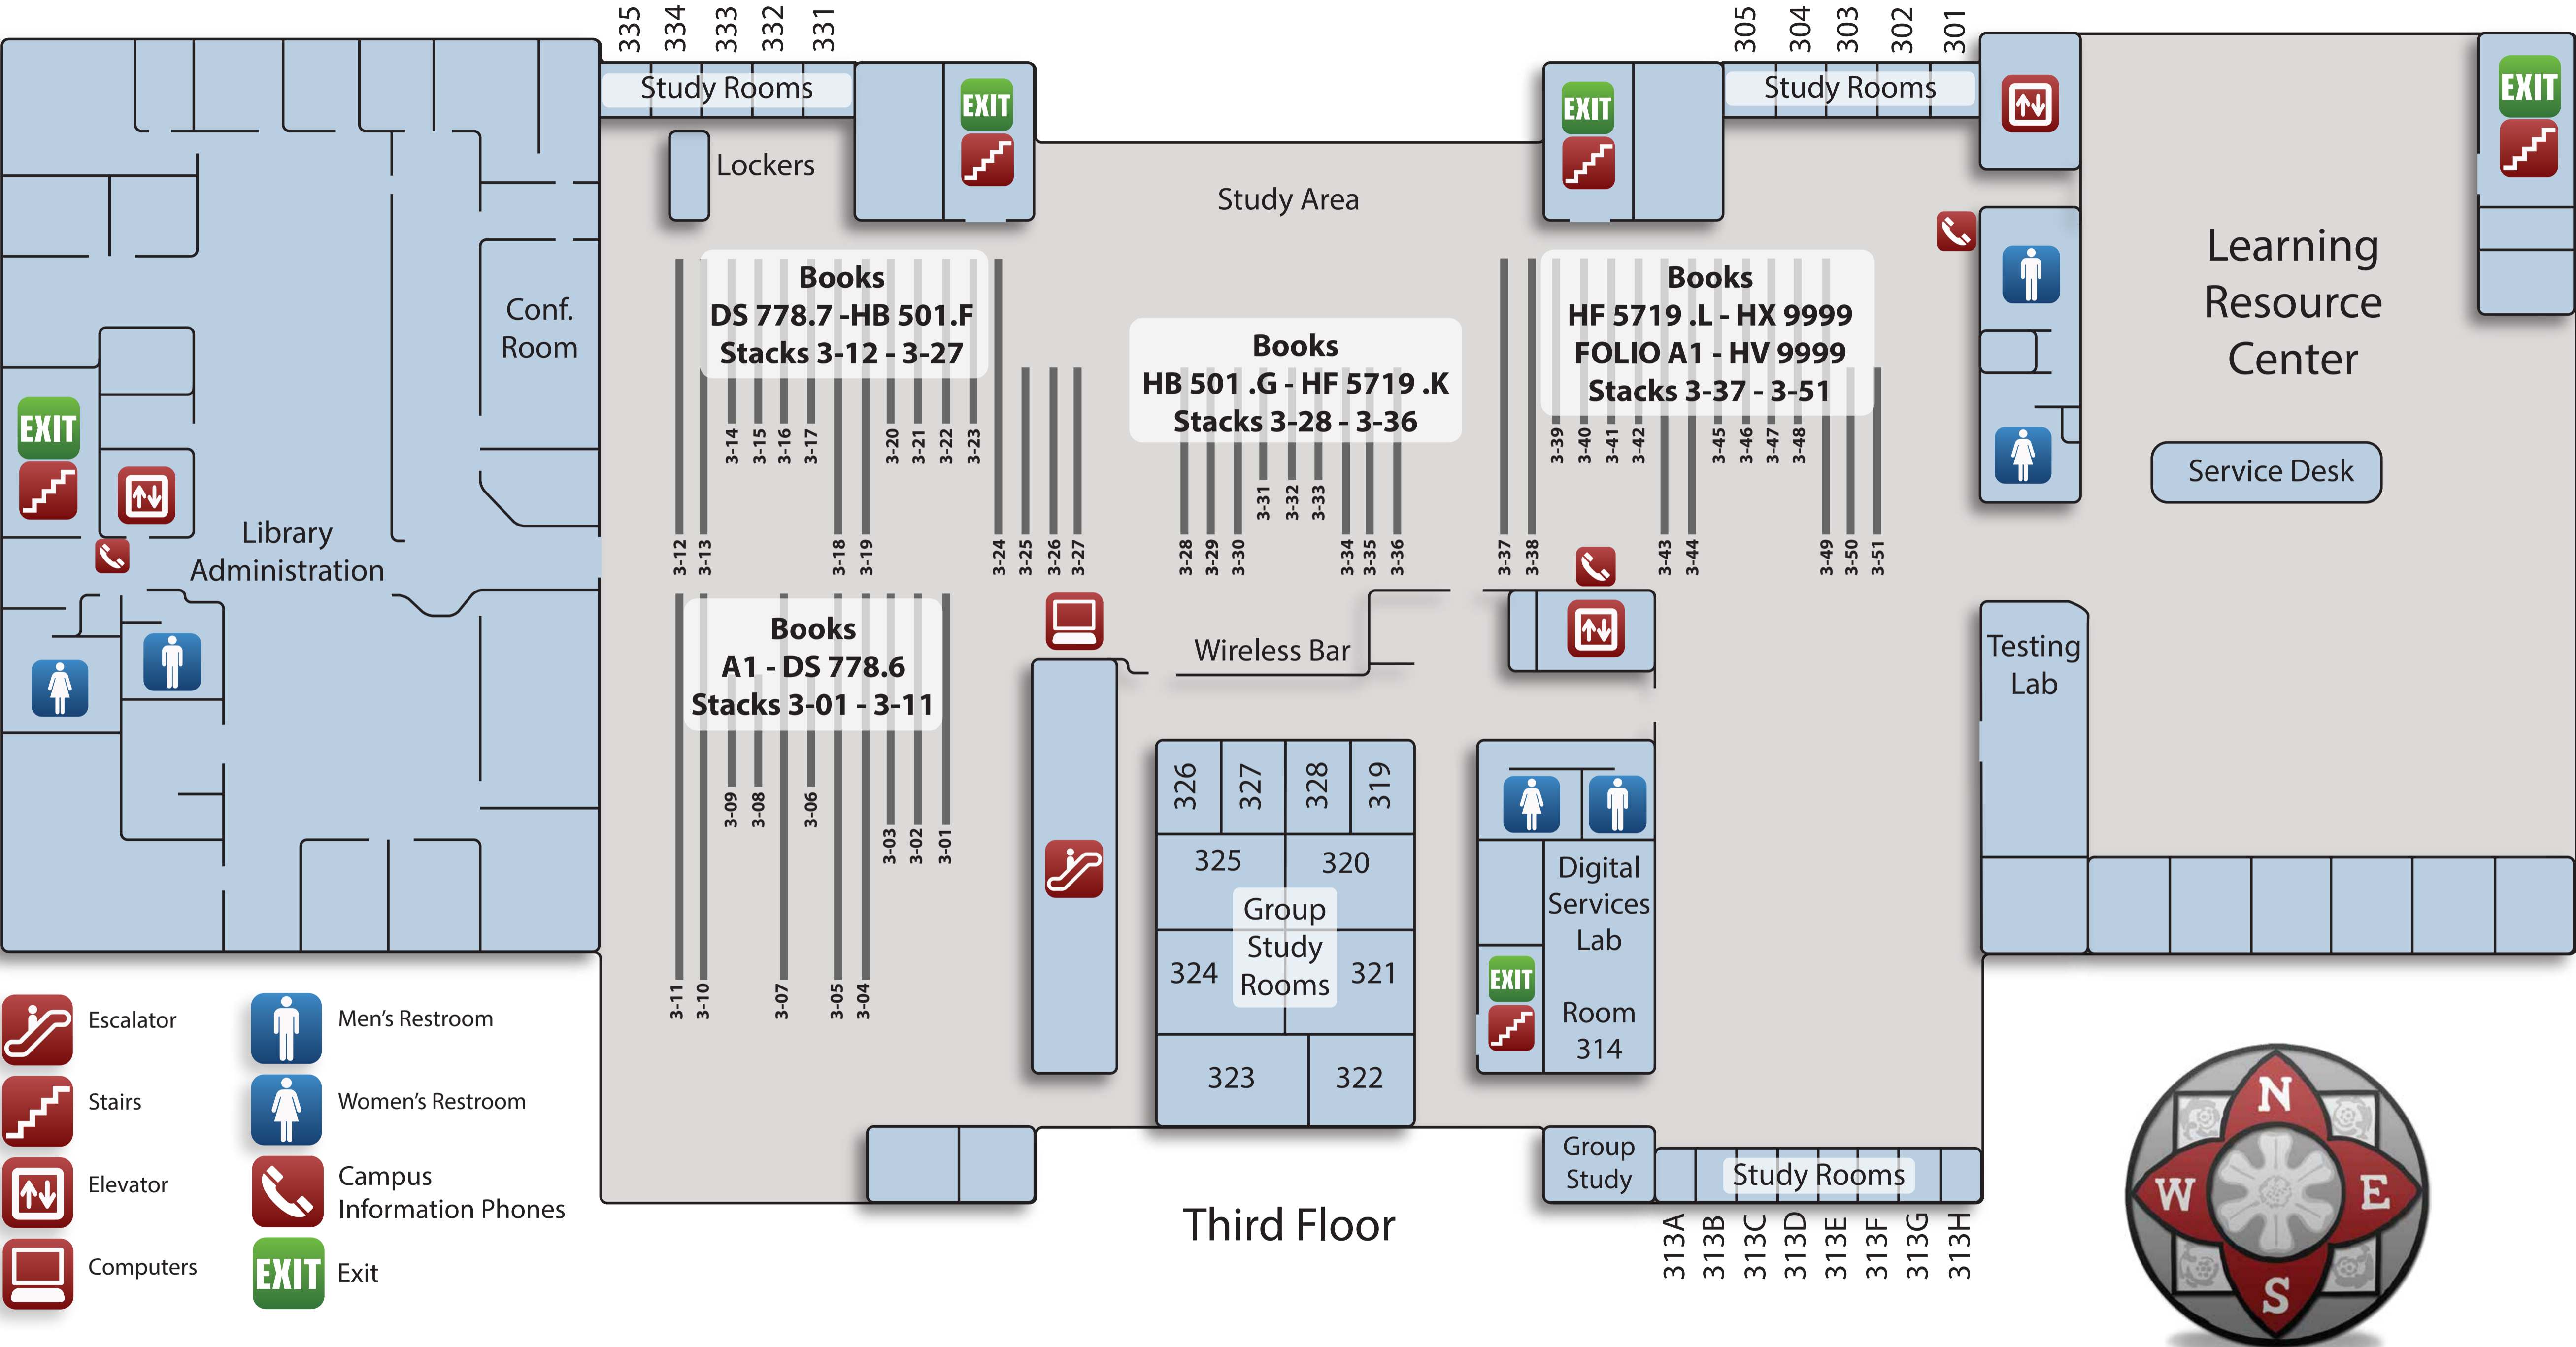 335
334
333
332
331
305
304
303
302
301
Study Rooms
EXIT
EXIT
Study Rooms
EXIT
Lockers
Study Area
Learning
Resource
Center
Conf.
Room
Books
DS 778.7 -HB 501.F
Stacks 3-12 - 3-27
Books
HB 501 .G - HF 5719 .K
Stacks 3-28 - 3-36
Books
HF 5719 .L - HX 9999
FOLIO A1 - HV 9999
Stacks 3-37 - 3-51
EXIT
3-14
3-15
3-16
3-17
3-20
3-21
3-22
3-23
3-31
3-32
3-33
3-39
3-40
3-41
3-42
3-45
3-46
3-47
3-48
Service Desk
Library
Administration
3-12
3-13
3-18
3-19
3-24
3-25
3-26
3-27
3-28
3-29
3-30
3-34
3-35
3-36
3-37
3-38
3-43
3-44
3-49
3-50
3-51
Books
A1 - DS 778.6
Stacks 3-01 - 3-11
Wireless Bar
Testing
Lab
3-09
3-08
3-06
3-03
3-02
3-01
3-11
3-10
3-07
3-05
3-04
326
327
328
319
325
320
Group
Study
Rooms
324
321
323
322
Digital
Services
Lab
EXIT
Room
314
Group
Study
Study Rooms
313A
313B
313C
313D
313E
313F
313G
313H
Third Floor
Escalator
Stairs
Elevator
Computers
Men's Restroom
Women's Restroom
Campus
Information Phones
EXIT
Exit
N
W
E
S